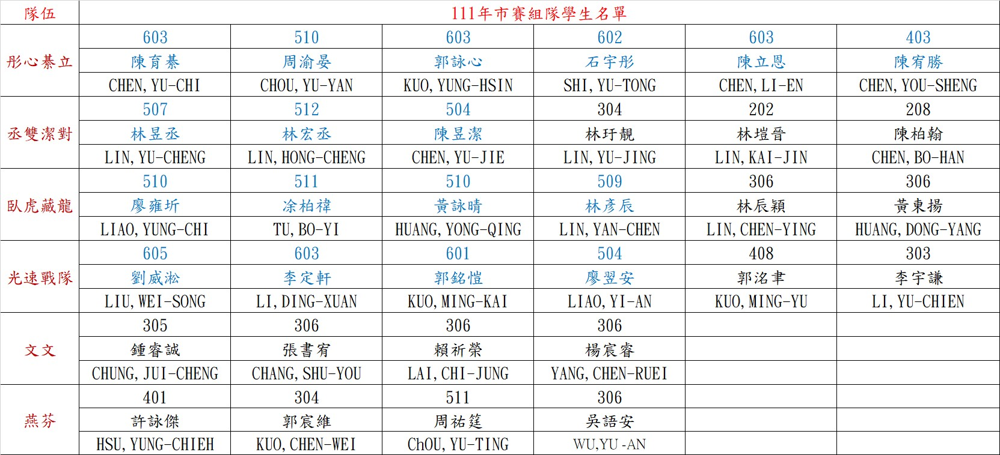 隊伍 111年市賽組隊學生名單
603 510 603 602 603 403
彤心綦立 陳育綦 周渝晏 郭詠心 石宇彤 陳立恩 陳宥勝
CHEN,YU-CHI CHOU,YU-YAN KUO,YUNG-HSIN SHI,YU-TONG CHEN,LI-EN CHEN,YOU-SHENG
507 512 504 304 202 208
丞雙潔對 林昱丞 林宏丞 陳昱潔 林玗靚 林塏晉 陳柏翰
LIN,YU-CHENG LIN,HONG-CHENG CHEN,YU-JIE LIN,YU-JING LIN,KAI-JIN CHEN,BO-HAN
510 511 510 509 306 306
臥虎藏龍 廖雍圻 凃柏禕 黃詠晴 林彥辰 林辰穎 黃東揚
LIAO,YUNG-CHI TU,BO-YI HUANG,YONG-QING LIN,YAN-CHEN LIN,CHEN-YING HUANG,DONG-YANG
605 603 601 504 408 303
光速戰隊 劉威淞 李定軒 郭銘愷 廖翌安 郭洺聿 李宇謙
LIU,WEI-SONG LI,DING-XUAN KUO,MING-KAI LIAO,YI-AN KUO,MING-YU LI,YU-CHIEN
305 306 306 306
文文 鍾睿誠 張書宥 賴祈榮 楊宸睿
CHUNG,JUI-CHENG CHANG,SHU-YOU LAI,CHI-JUNG YANG,CHEN-RUEI
401 304 511 306
燕芬 許詠傑 郭宸維 周祐筳 吳語安
HSU,YUNG-CHIEH KUO,CHEN-WEI ChOU,YU-TING WU,YU -AN